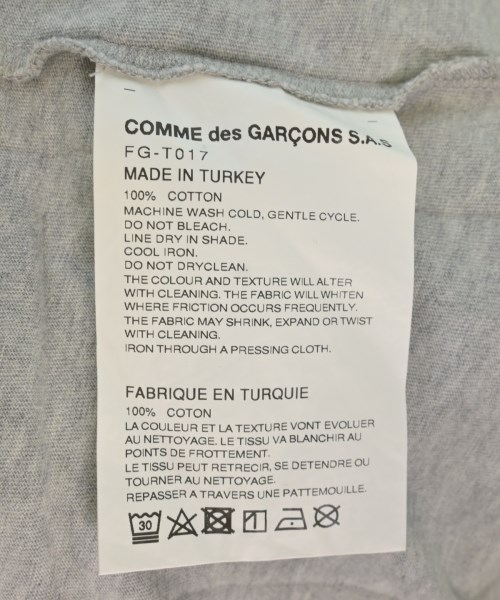 COMME des GARÇONS S.A.S
FG-T017
MADE IN TURKEY
100% COTTON
MACHINE WASH COLD, GENTLE CYCLE.
DO NOT BLEACH.
LINE DRY IN SHADE.
COOL IRON.
DO NOT DRYCLEAN.
THE COLOUR AND TEXTURE WILL ALTER
WITH CLEANING. THE FABRIC WILL WHITEN
WHERE FRICTION OCCURS FREQUENTLY.
THE FABRIC MAY SHRINK, EXPAND OR TWIST
WITH CLEANING.
IRON THROUGH A PRESSING CLOTH.
FABRIQUE EN TURQUIE
100% COTON
LA COULEUR ET LA TEXTURE VONT EVOLUER
AU NETTOYAGE. LE TISSU VA BLANCHIR AU
POINTS DE FROTTEMENT.
LE TISSU PEUT RETRECIR, SE DETENDRE OU
TOURNER AU NETTOYAGE.
REPASSER A TRAVERS UNE PATTEMOUILLE.
30